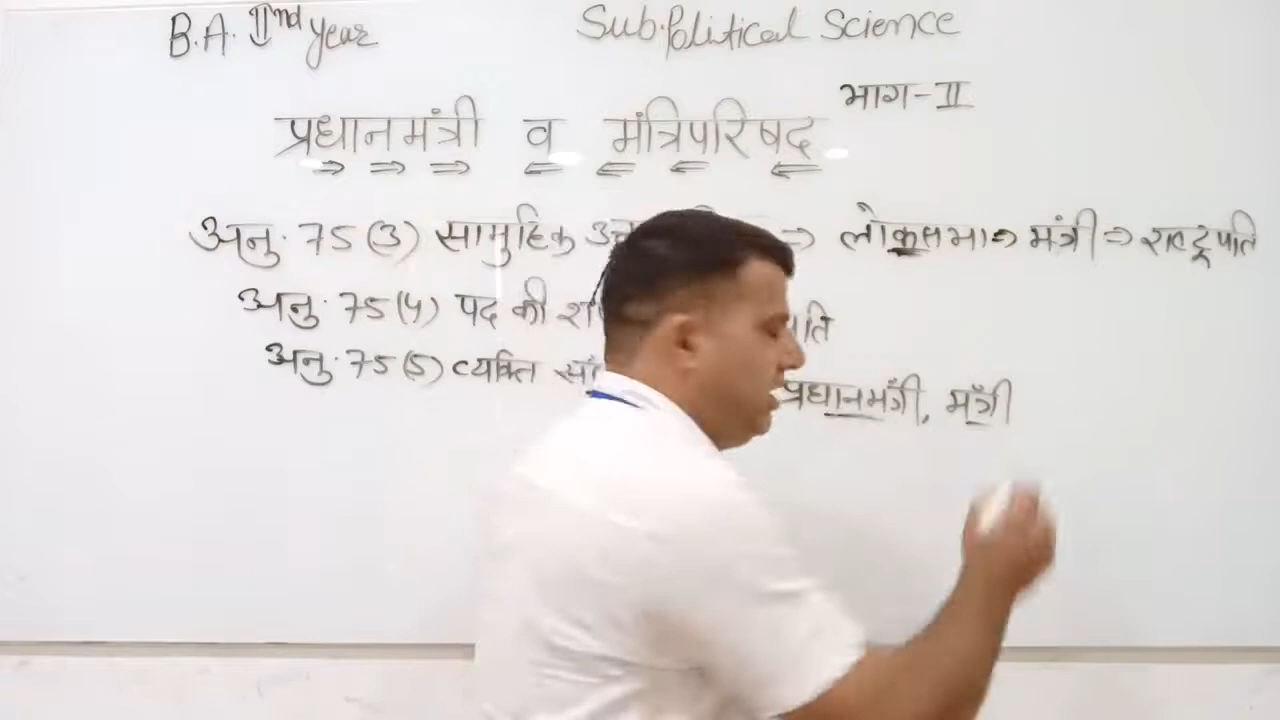 B.A. IInd Year
Sub. Political Science
भाग-II
प्रधानमंत्री व मंत्रिपरिषद
अनु. 75 (3) सामुहिक ⇒ लोकसभा ⇒ मंत्री ⇒ राष्ट्रपति
अनु. 75 (4) पद की
अनु. 75 (5) व्यक्ति
प्रधानमंत्री, मंत्री